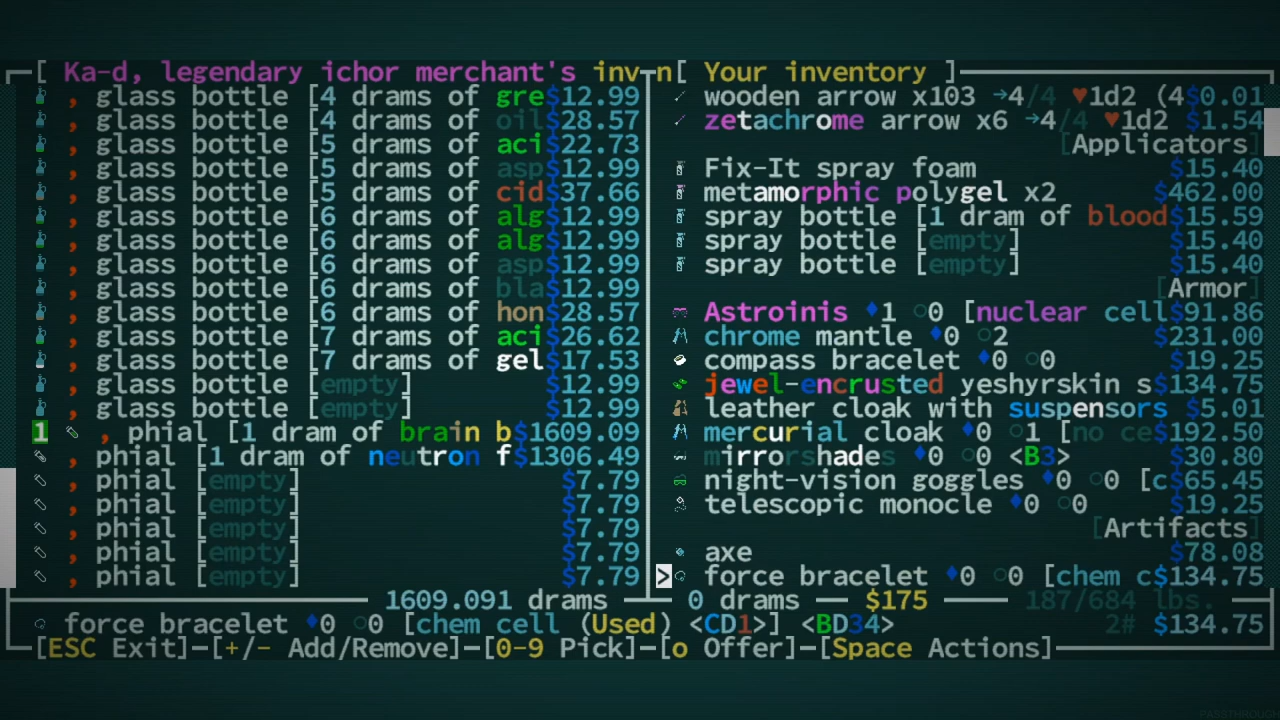 [ Ka-d, legendary ichor merchant's inv
, glass bottle [4 drams of gre$12.99
, glass bottle [4 drams of oil$28.57
, glass bottle [5 drams of aci$22.73
, glass bottle [5 drams of asp$12.99
, glass bottle [5 drams of cid$37.66
, glass bottle [6 drams of alg$12.99
, glass bottle [6 drams of alg$12.99
, glass bottle [6 drams of asp$12.99
, glass bottle [6 drams of bla$12.99
, glass bottle [6 drams of hon$28.57
, glass bottle [7 drams of aci$26.62
, glass bottle [7 drams of gel$17.53
, glass bottle [empty] $12.99
, glass bottle [empty] $12.99
1 , phial [1 dram of brain b$1609.09
, phial [1 dram of neutron f$1306.49
, phial [empty] $7.79
, phial [empty] $7.79
, phial [empty] $7.79
, phial [empty] $7.79
, phial [empty] $7.79
n[ Your inventory ]
wooden arrow x103 →4/4 ♥1d2 (4$0.01
zetachrome arrow x6 →4/4 ♥1d2 $1.54
[Applicators]
Fix-It spray foam $15.40
metamorphic polygel x2 $462.00
spray bottle [1 dram of blood$15.59
spray bottle [empty] $15.40
spray bottle [empty] $15.40
[Armor]
Astroinis ♦1 ○0 [nuclear cell$91.86
chrome mantle ♦0 ○2 $231.00
compass bracelet ♦0 ○0 $19.25
jewel-encrusted yeshyrskin s$134.75
leather cloak with suspensors $5.01
mercurial cloak ♦0 ○1 [no ce$192.50
mirrorshades ♦0 ○0 <B3> $30.80
night-vision goggles ♦0 ○0 [c$65.45
telescopic monocle ♦0 ○0 $19.25
[Artifacts]
axe $78.08
> force bracelet ♦0 ○0 [chem c$134.75
1609.091 drams
0 drams — $175 187/684 lbs.
force bracelet ♦0 ○0 [chem cell (Used) <CD1>] <BD34> 2# $134.75
[ESC Exit]—[+/- Add/Remove]—[0-9 Pick]—[o Offer]—[Space Actions]